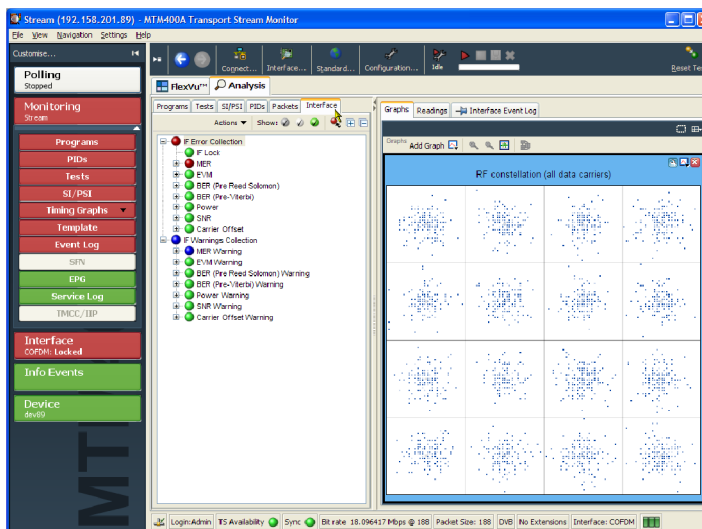 Stream (192.158.201.89) - MTM400A Transport Stream Monitor
File View Navigation Settings Help
Customise...
Polling
Stopped
Monitoring
Stream
Programs
PIDs
Tests
SI/PSI
Timing Graphs
Template
Event Log
SFN
EPG
Service Log
TMCC/IIP
Interface
COFDM: Locked
Info Events
Device
dev89
MT
Connect... Interface... Standard... Configuration... Idle
Reset Te
FlexVu™ Analysis
Programs Tests SI/PSI PIDs Packets Interface
Actions Show:
IF Error Collection
IF Lock
MER
EVM
BER (Pre Reed Solomon)
BER (Pre-Viterbi)
Power
SNR
Carrier Offset
IF Warnings Collection
MER Warning
EVM Warning
BER (Pre Reed Solomon) Warning
BER (Pre-Viterbi) Warning
Power Warning
SNR Warning
Carrier Offset Warning
Graphs Readings Interface Event Log
Graphs Add Graph
RF constellation (all data carriers)
Login:Admin TS Availability Sync Bit rate 18.096417 Mbps @ 188 Packet Size: 188 DVB No Extensions Interface: COFDM